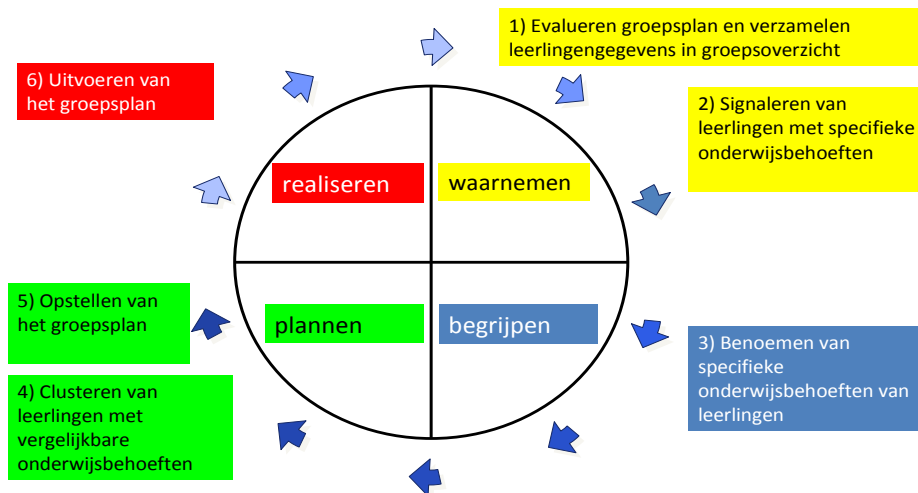 1) Evalueren groepsplan en verzamelen
leerlingengegevens in groepsoverzicht
6) Uitvoeren van
het groepsplan
2) Signaleren van
leerlingen met specifieke
onderwijsbehoeften
realiseren
waarnemen
5) Opstellen van
het groepsplan
plannen
begrijpen
3) Benoemen van
specifieke
onderwijsbehoeften van
leerlingen
4) Clusteren van
leerlingen met
vergelijkbare
onderwijsbehoeften